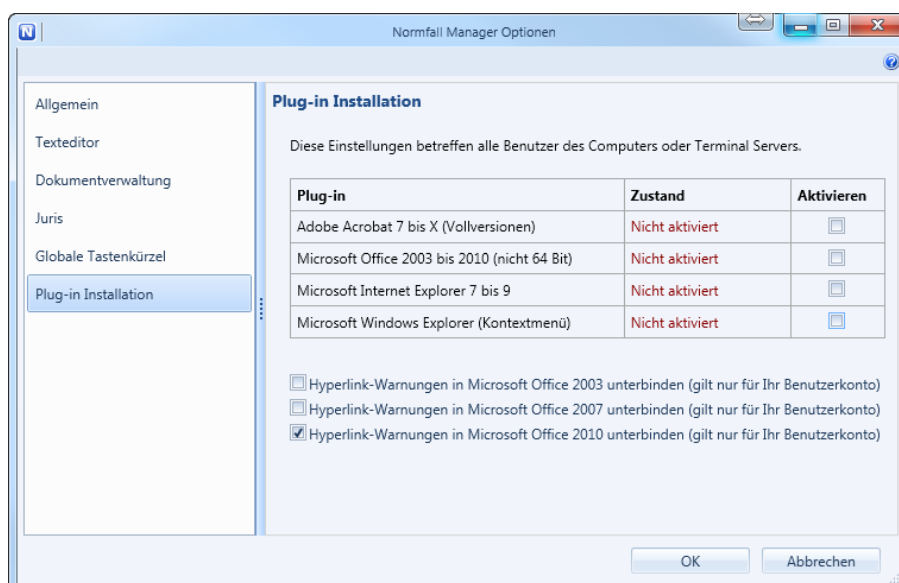 N
Normfall Manager Optionen
?
Allgemein
Texteditor
Dokumentverwaltung
Juris
Globale Tastenkürzel
Plug-in Installation
Plug-in Installation
Diese Einstellungen betreffen alle Benutzer des Computers oder Terminal Servers.
Plug-in Zustand Aktivieren
Adobe Acrobat 7 bis X (Vollversionen) Nicht aktiviert
Microsoft Office 2003 bis 2010 (nicht 64 Bit) Nicht aktiviert
Microsoft Internet Explorer 7 bis 9 Nicht aktiviert
Microsoft Windows Explorer (Kontextmenü) Nicht aktiviert
Hyperlink-Warnungen in Microsoft Office 2003 unterbinden (gilt nur für Ihr Benutzerkonto)
Hyperlink-Warnungen in Microsoft Office 2007 unterbinden (gilt nur für Ihr Benutzerkonto)
Hyperlink-Warnungen in Microsoft Office 2010 unterbinden (gilt nur für Ihr Benutzerkonto)
OK Abbrechen